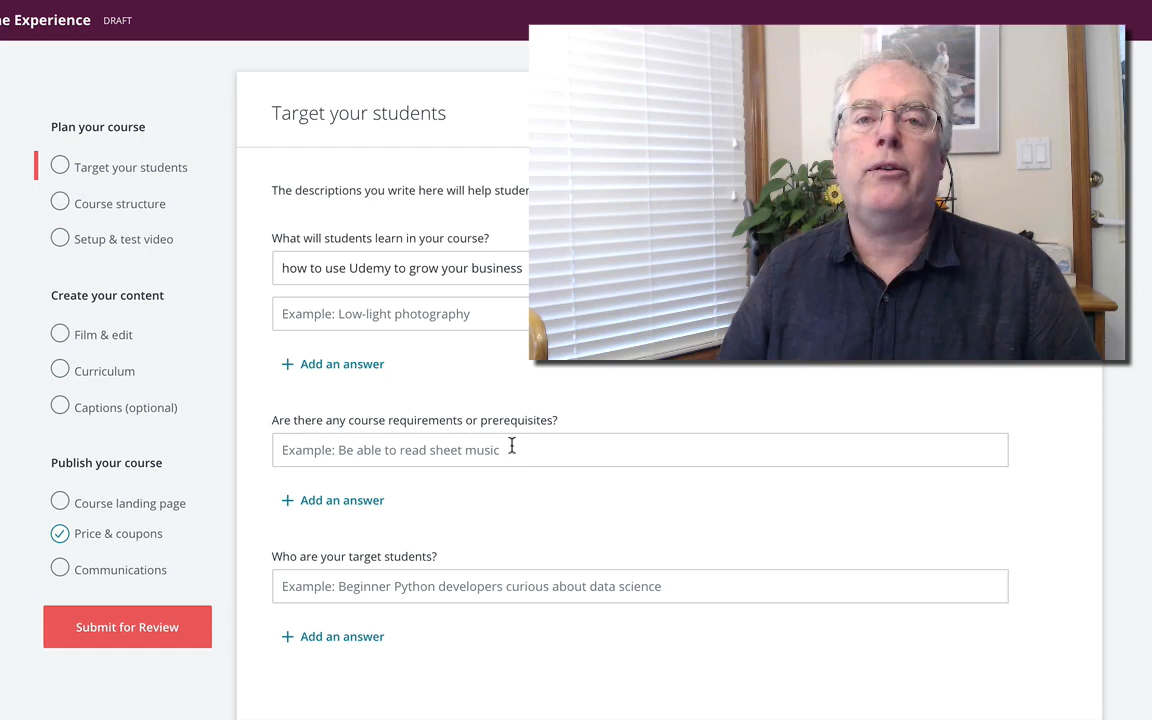 ne Experience DRAFT
Plan your course
Target your students
Course structure
Setup & test video
Create your content
Film & edit
Curriculum
Captions (optional)
Publish your course
Course landing page
Price & coupons
Communications
Submit for Review
Target your students
The descriptions you write here will help studen
What will students learn in your course?
how to use Udemy to grow your business
Example: Low-light photography
+ Add an answer
Are there any course requirements or prerequisites?
Example: Be able to read sheet music
+ Add an answer
Who are your target students?
Example: Beginner Python developers curious about data science
+ Add an answer